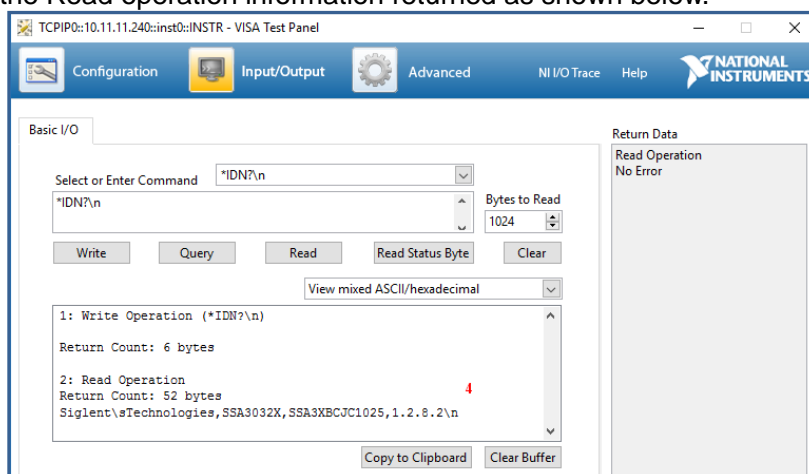 the Read operation information returned as shown below.
TCPIP0::10.11.11.240::inst0::INSTR - VISA Test Panel
Configuration
Input/Output
Advanced
NI I/O Trace
Help
NATIONAL
INSTRUMENTS
Basic I/O
Return Data
Read Operation
No Error
Select or Enter Command
*IDN?\n
*IDN?\n
Bytes to Read
1024
Write
Query
Read
Read Status Byte
Clear
View mixed ASCII/hexadecimal
1: Write Operation (*IDN?\n)
Return Count: 6 bytes
2: Read Operation
Return Count: 52 bytes
4
Siglent\sTechnologies,SSA3032X,SSA3XBCJC1025,1.2.8.2\n
Copy to Clipboard
Clear Buffer